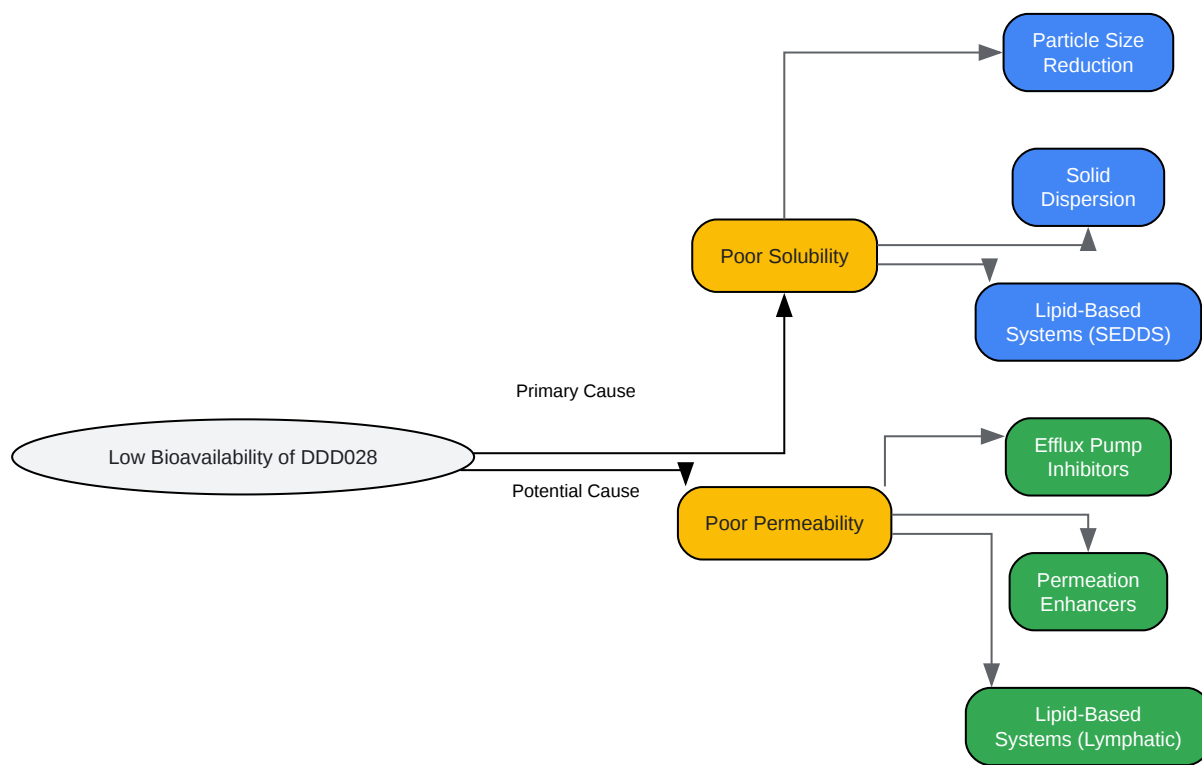 Particle Size
Reduction
Solid
Dispersion
Poor Solubility
Lipid-Based
Systems (SEDDS)
Primary Cause
Low Bioavailability of DDD028
Potential Cause
Efflux Pump
Inhibitors
Poor Permeability
Permeation
Enhancers
Lipid-Based
Systems (Lymphatic)